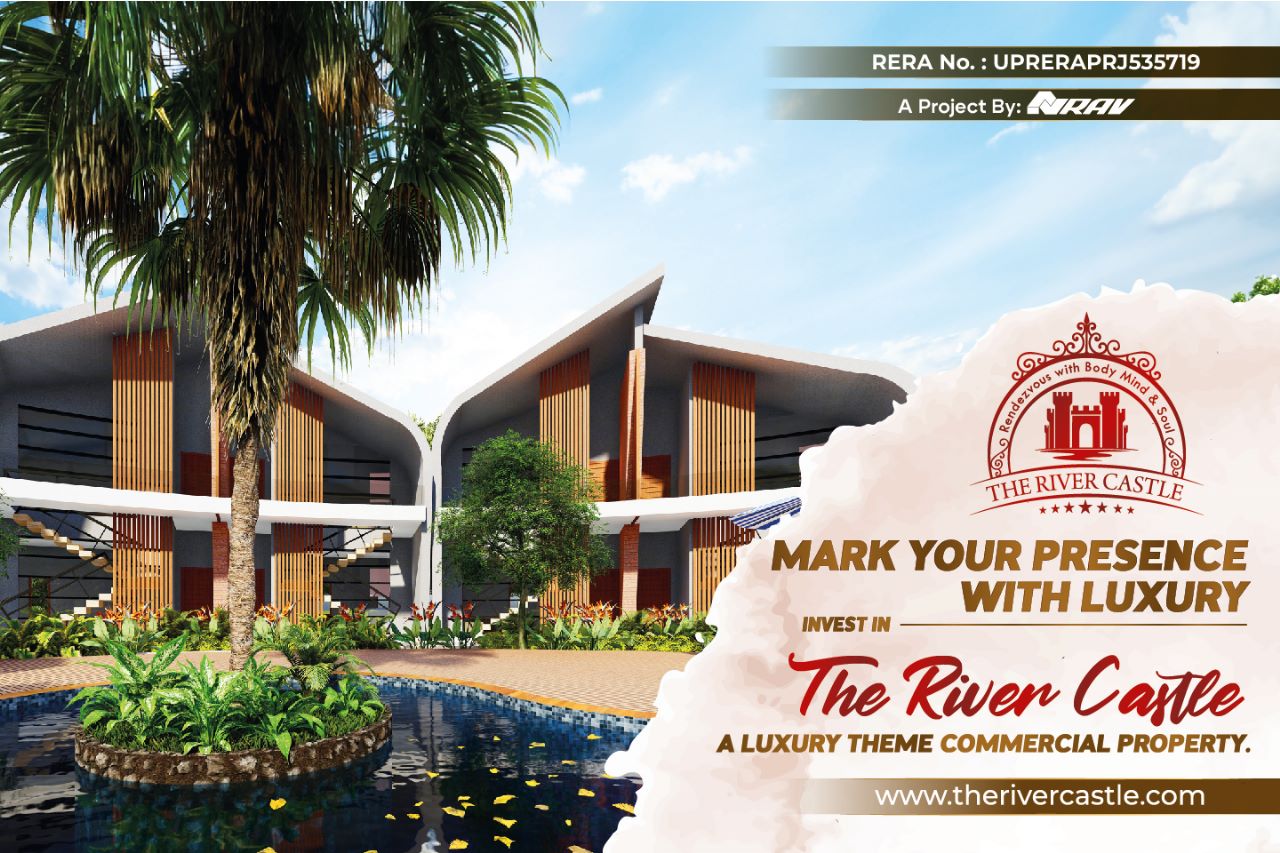 RERA No. : UPRERAPRJ535719
A Project By: NRAV
Rendezvous with Body Mind & Soul
THE RIVER CASTLE
MARK YOUR PRESENCE
WITH LUXURY
INVEST IN
The River Castle
A LUXURY THEME COMMERCIAL PROPERTY.
www.therivercastle.com